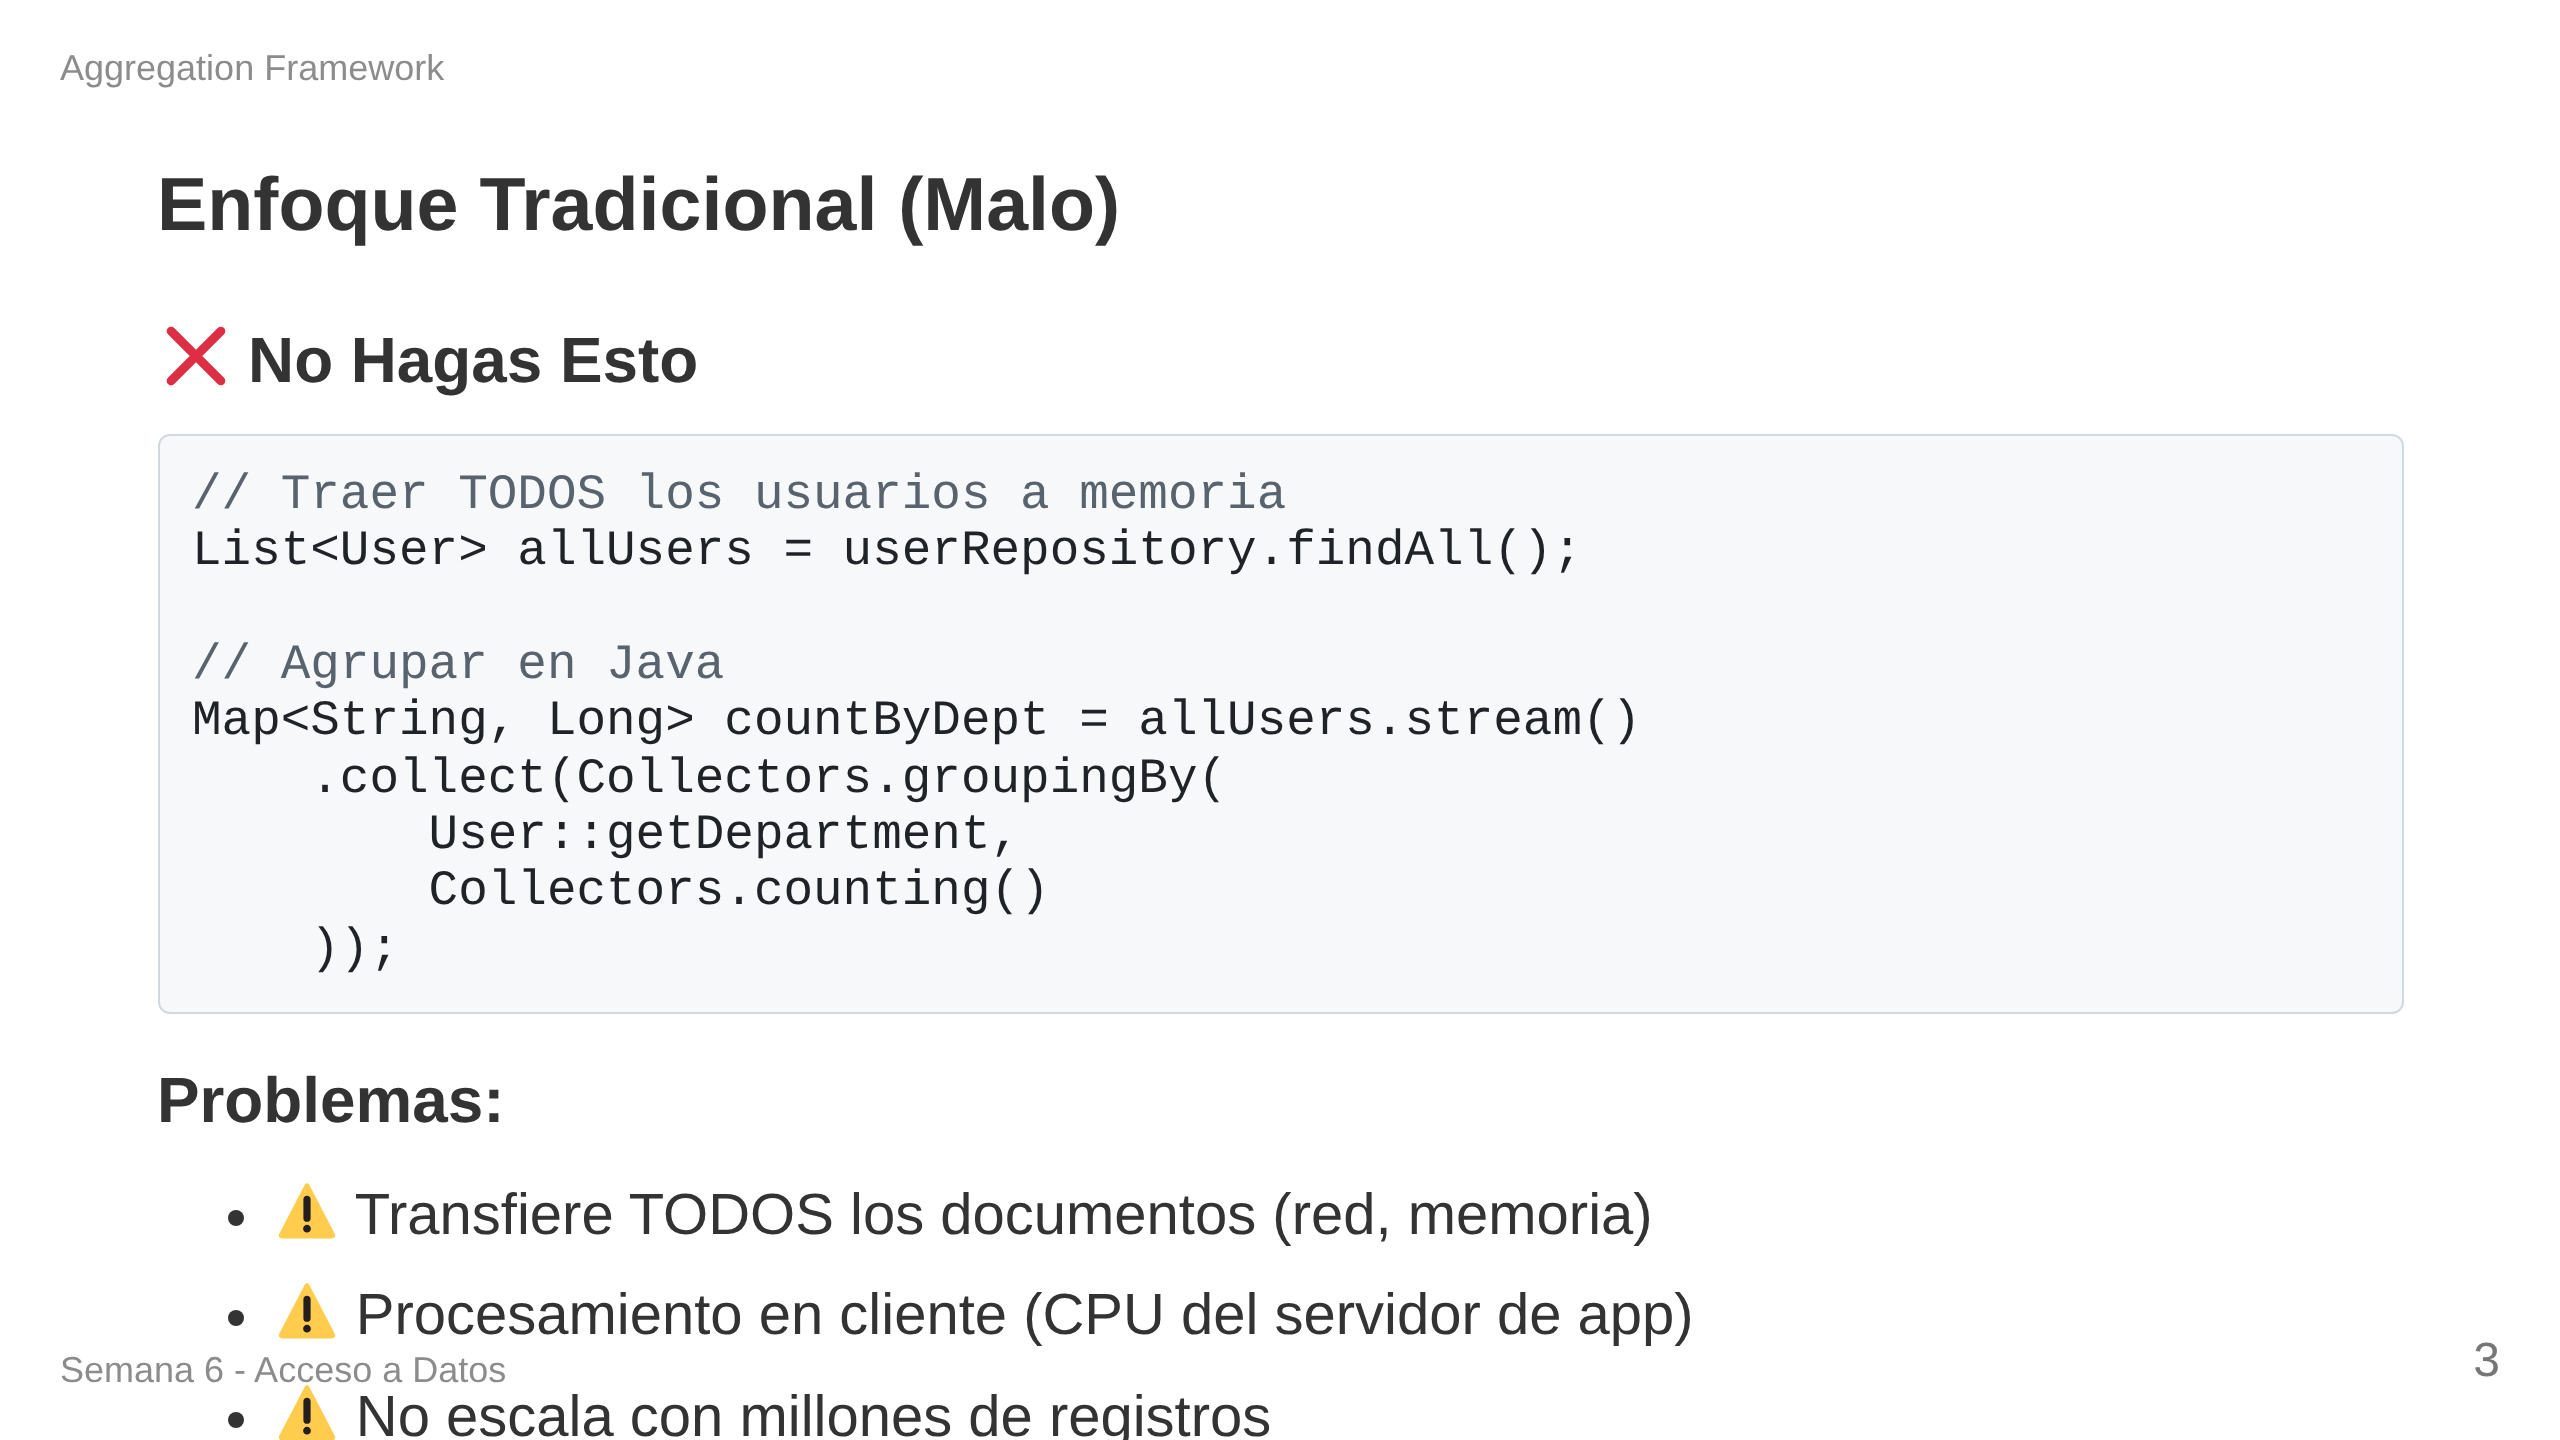 Aggregation Framework
Enfoque Tradicional (Malo)
❌ No Hagas Esto
// Traer TODOS los usuarios a memoria
List<User> allUsers = userRepository.findAll();

// Agrupar en Java
Map<String, Long> countByDept = allUsers.stream()
    .collect(Collectors.groupingBy(
        User::getDepartment,
        Collectors.counting()
    ));
Problemas:
• ⚠️ Transfiere TODOS los documentos (red, memoria)
• ⚠️ Procesamiento en cliente (CPU del servidor de app)
Semana 6 - Acceso a Datos
3
• ⚠️ No escala con millones de registros